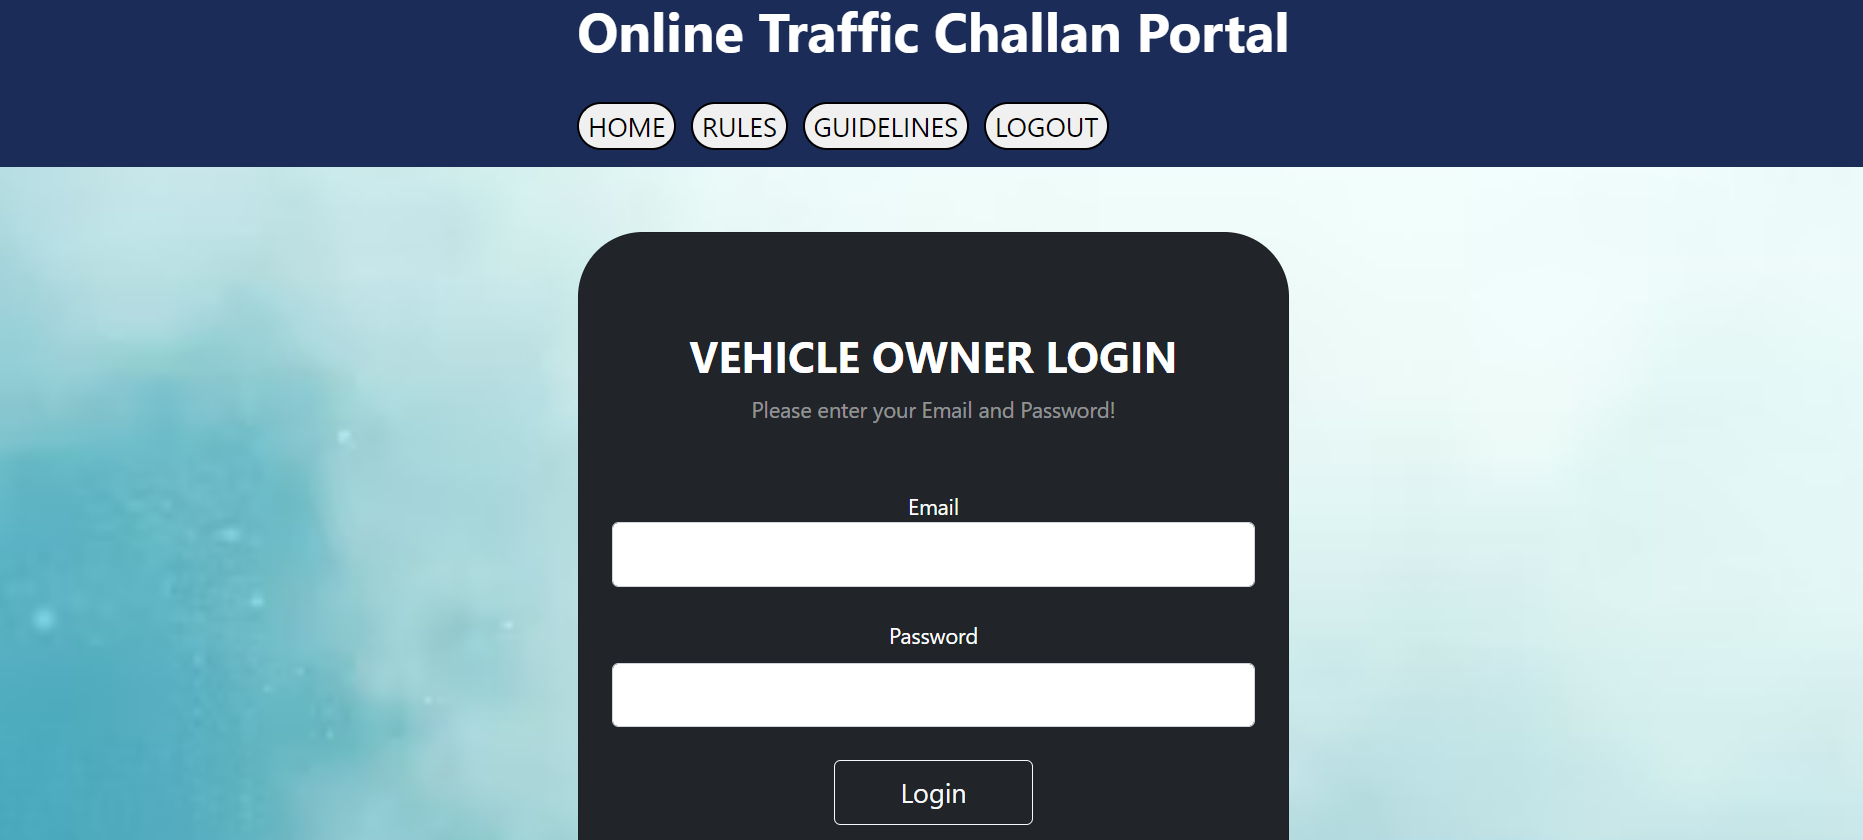 Online Traffic Challan Portal
HOME RULES GUIDELINES LOGOUT
VEHICLE OWNER LOGIN
Please enter your Email and Password!
Email
Password
Login